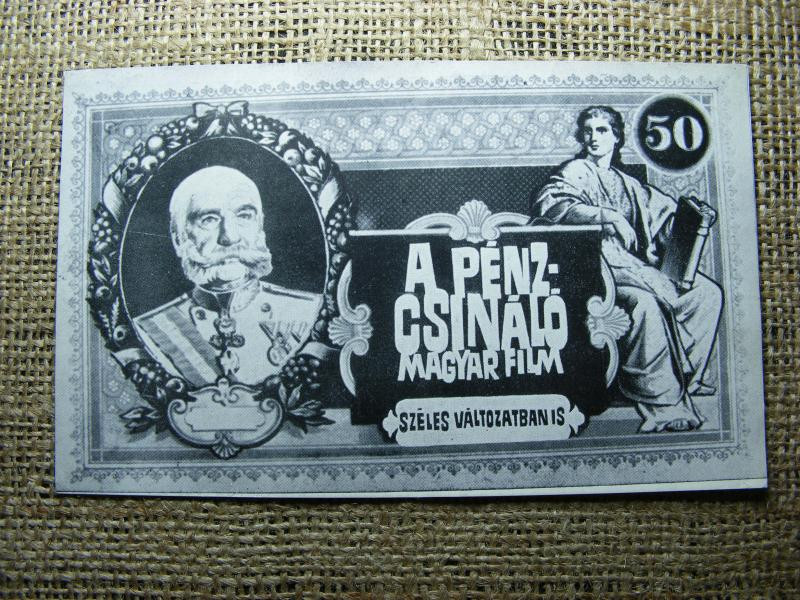 50
A PÉNZ-
CSINÁLÓ
MAGYAR FILM
SZÉLES VÁLTOZATBAN IS